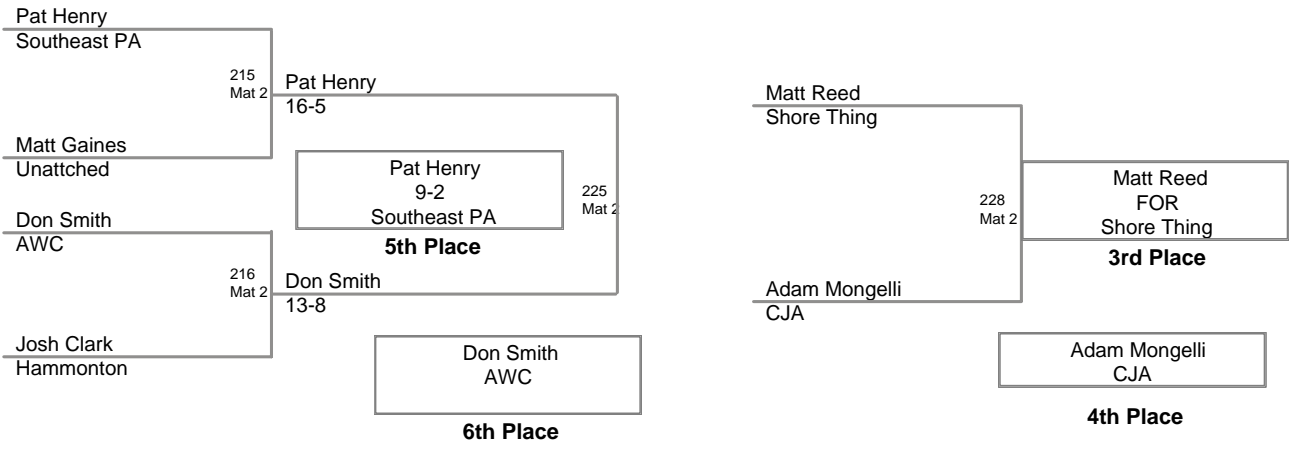 Pat Henry
Southeast PA
215
Mat 2
Pat Henry
16-5
Matt Gaines
Unattched
Pat Henry
9-2
Southeast PA
5th Place
225
Mat 2
Don Smith
AWC
216
Mat 2
Don Smith
13-8
Josh Clark
Hammonton
Don Smith
AWC
6th Place
Matt Reed
Shore Thing
228
Mat 2
Matt Reed
FOR
Shore Thing
3rd Place
Adam Mongelli
CJA
Adam Mongelli
CJA
4th Place